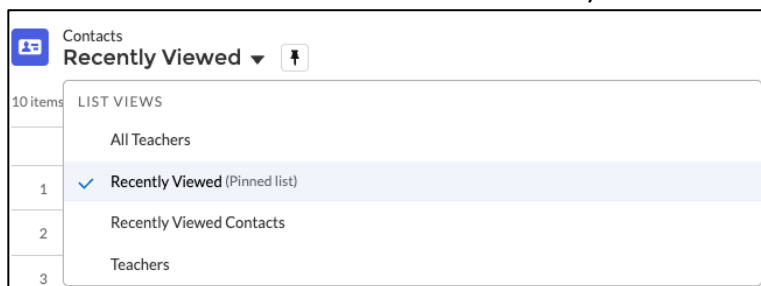 Contacts
Recently Viewed
10 items
LIST VIEWS
All Teachers
1
Recently Viewed (Pinned list)
2
Recently Viewed Contacts
3
Teachers